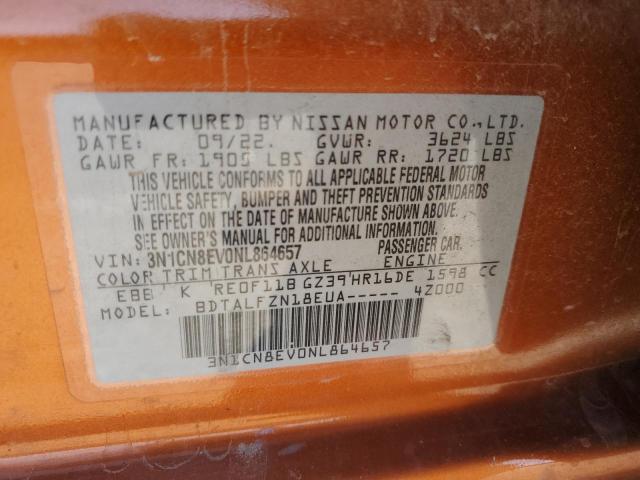 MANUFACTURED BY NISSAN MOTOR CO.,LTD.
DATE: 09/22. GVWR: 3624 LBS
GAWR FR: 1905 LBS GAWR RR: 1720 LBS
THIS VEHICLE CONFORMS TO ALL APPLICABLE FEDERAL MOTOR
VEHICLE SAFETY, BUMPER AND THEFT PREVENTION STANDARDS
IN EFFECT ON THE DATE OF MANUFACTURE SHOWN ABOVE.
SEE OWNER'S MANUAL FOR ADDITIONAL INFORMATION.
VIN: 3N1CN8EV0NL864657 PASSENGER CAR.
COLOR TRIM TRANS AXLE ENGINE
EBB K RE0F11B GZ39 HR16DE 1598 CC
BDTALFZN18EUA----- 4Z000
3N1CN8EV0NL864657